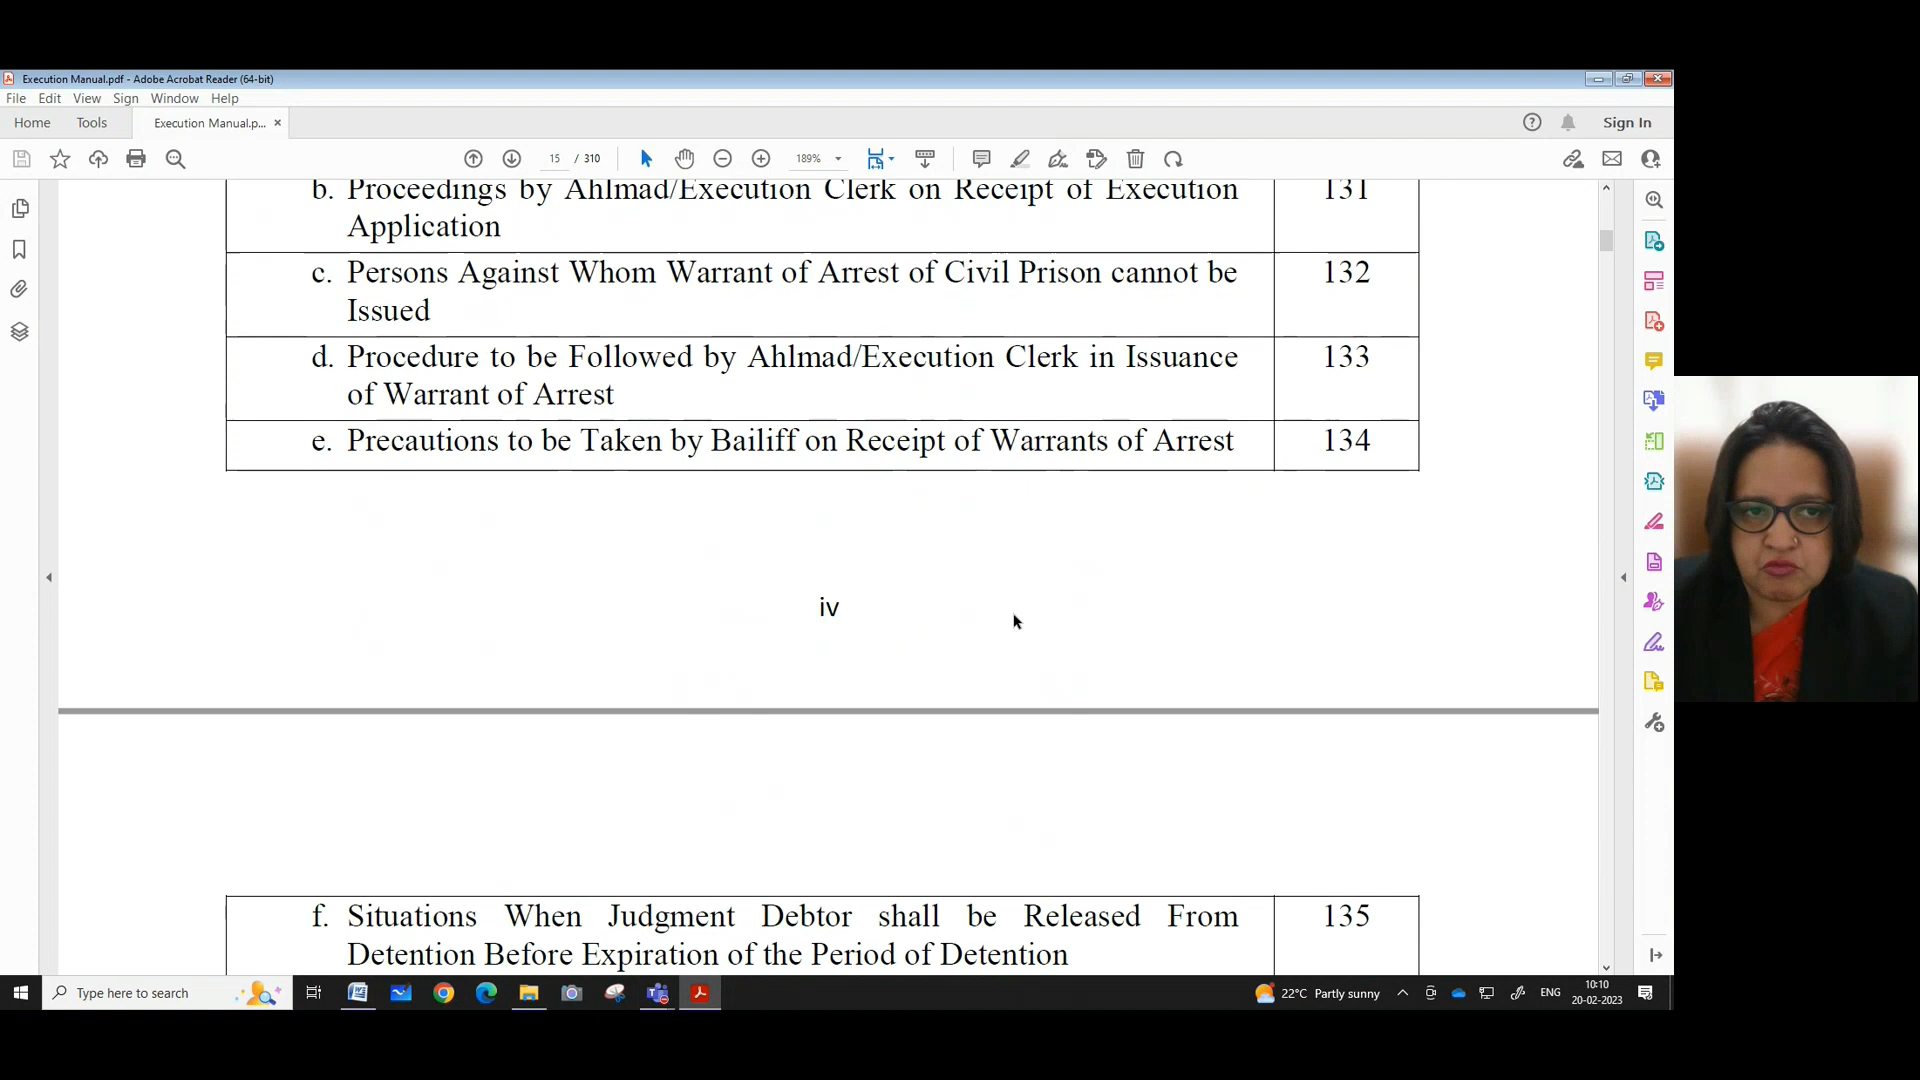 Execution Manual.pdf - Adobe Acrobat Reader (64-bit)
File Edit View Sign Window Help
Home Tools Execution Manual.p... × Sign In
15 / 310 189%
b. Proceedings by Ahlmad/Execution Clerk on Receipt of Execution 131
Application
c. Persons Against Whom Warrant of Arrest of Civil Prison cannot be 132
Issued
d. Procedure to be Followed by Ahlmad/Execution Clerk in Issuance 133
of Warrant of Arrest
e. Precautions to be Taken by Bailiff on Receipt of Warrants of Arrest 134
iv
f. Situations When Judgment Debtor shall be Released From 135
Detention Before Expiration of the Period of Detention
Type here to search 22°C Partly sunny ENG 10:10
20-02-2023